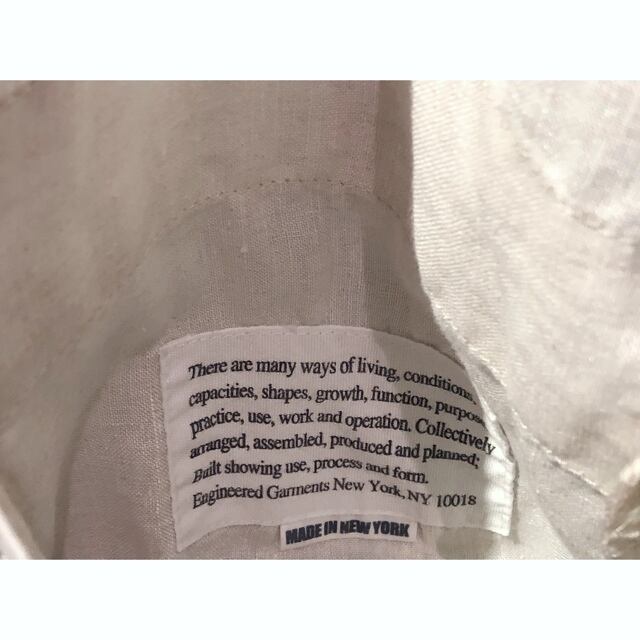 There are many ways of living, conditions,
capacities, shapes, growth, function, purpose,
practice, use, work and operation. Collectively
arranged, assembled, produced and planned;
Built showing use, process and form.
Engineered Garments New York, NY 10018
MADE IN NEW YORK